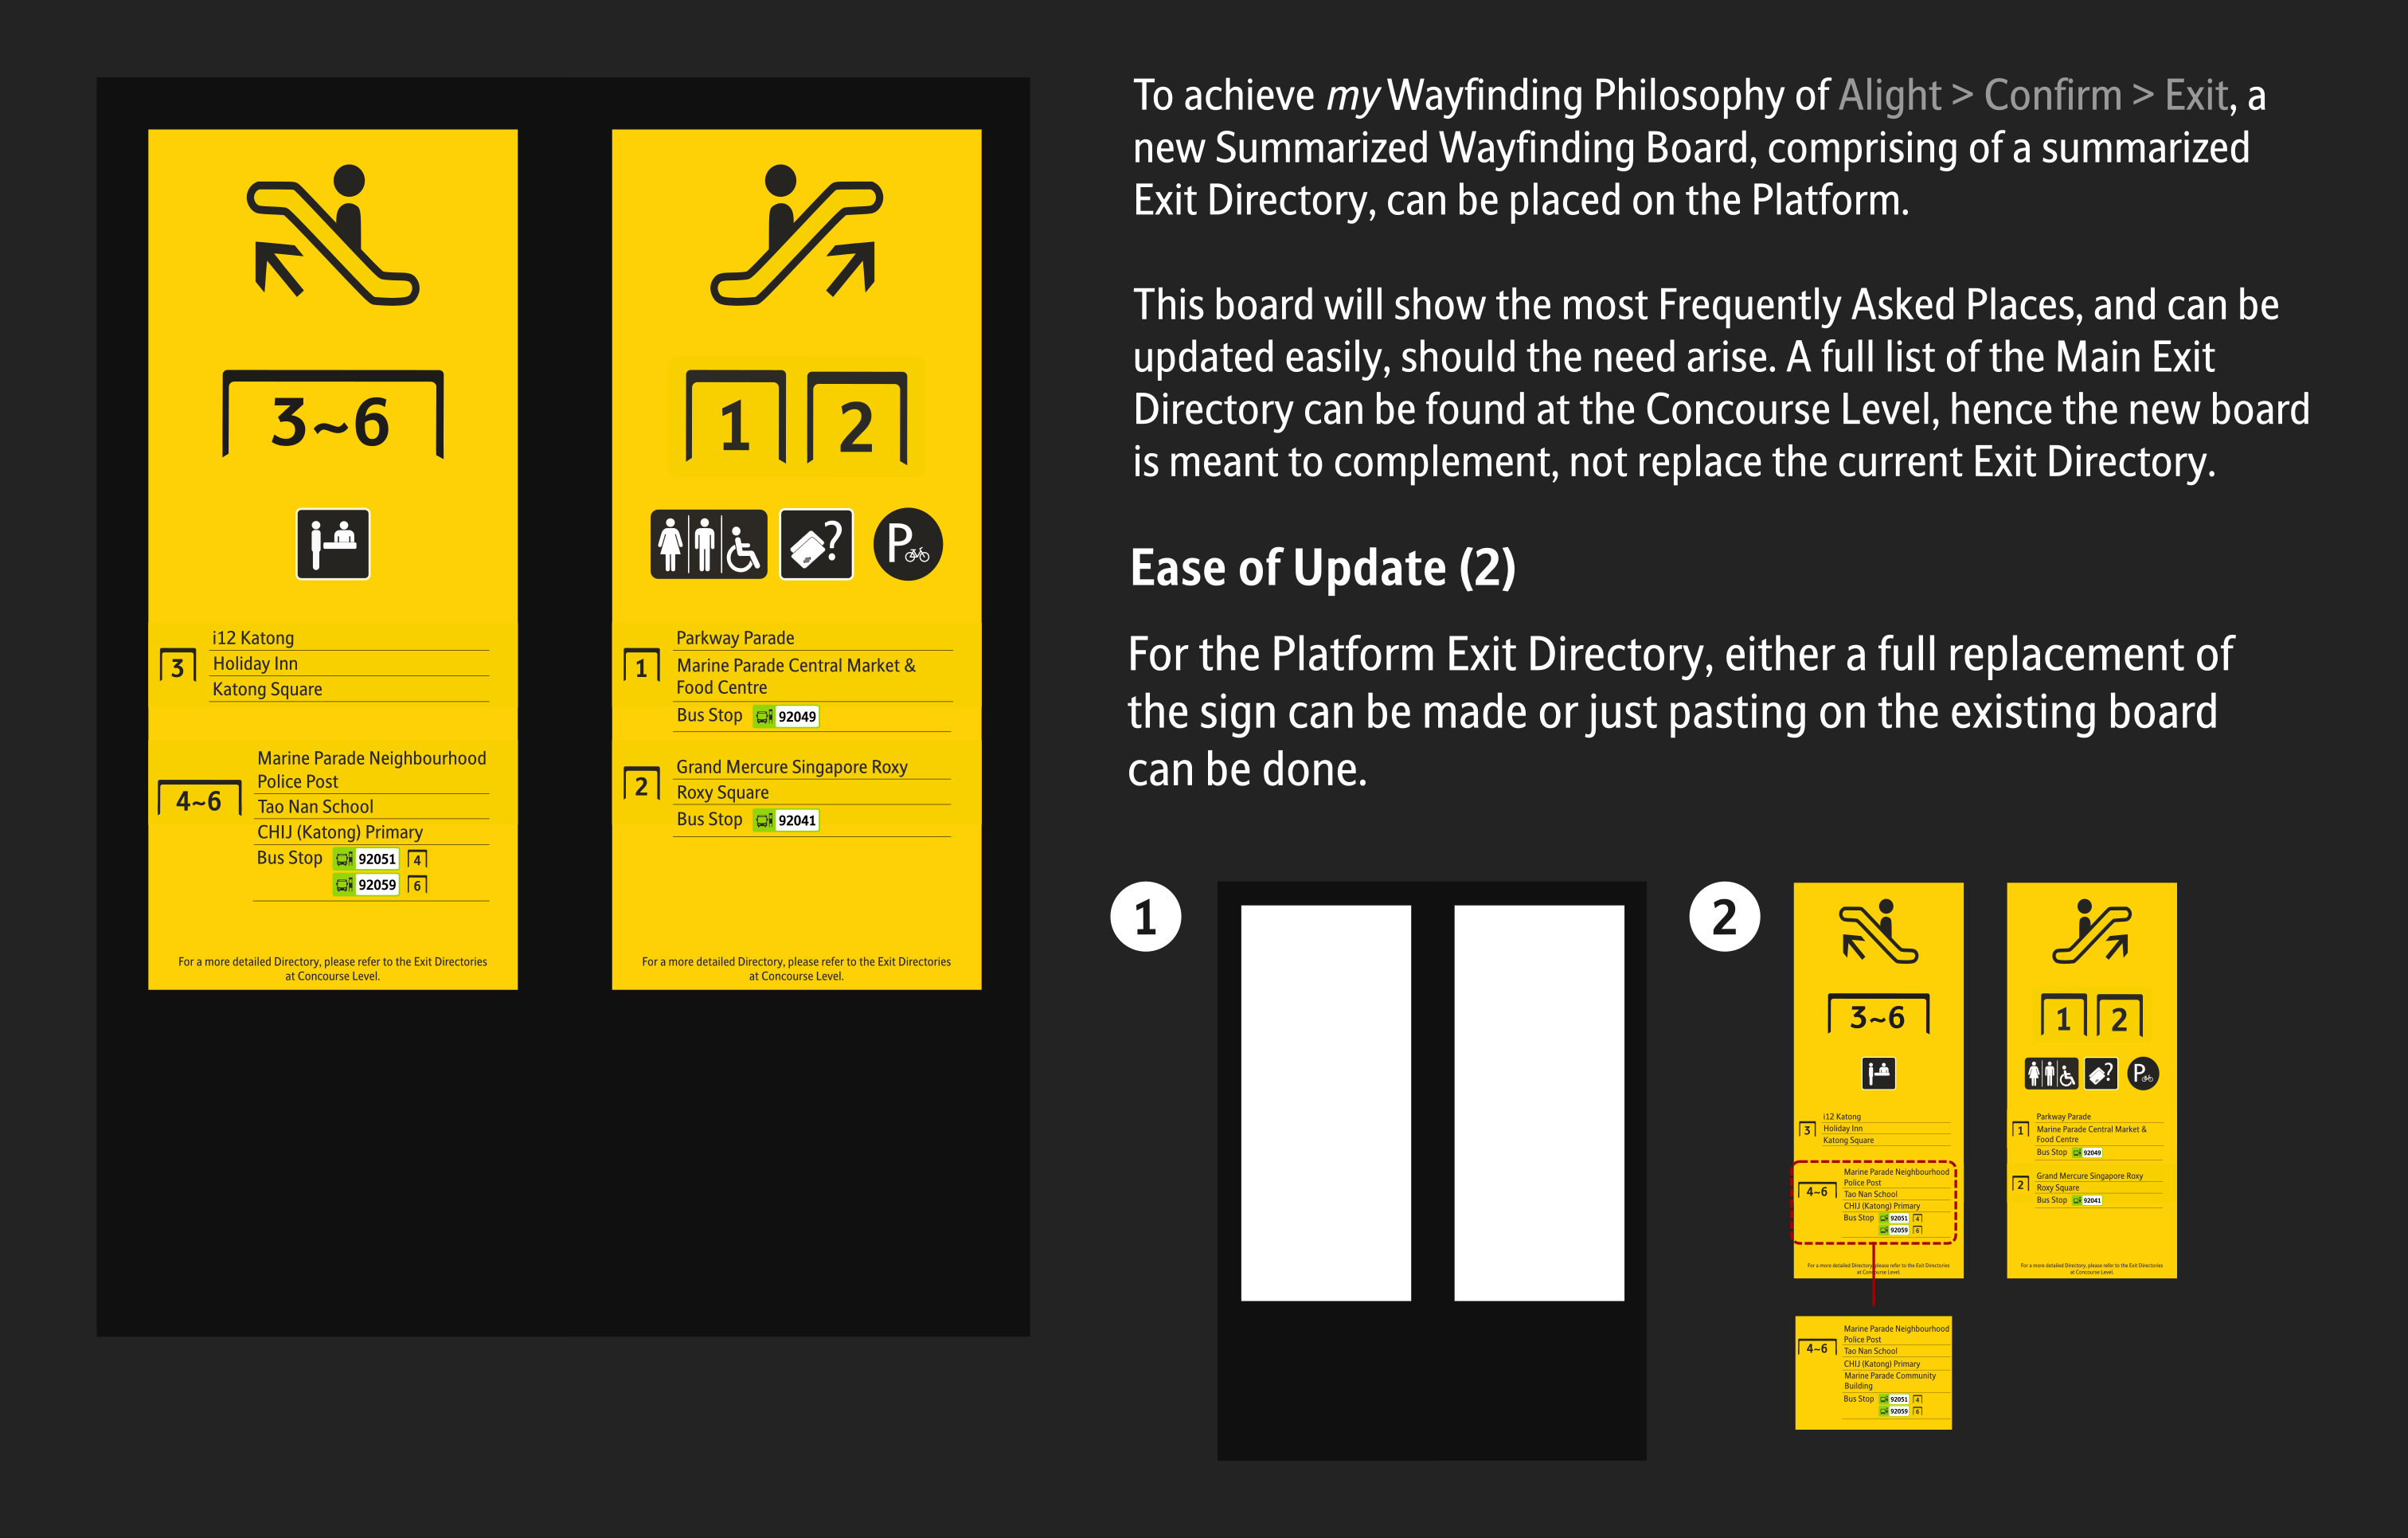 3~6
3
i12 Katong
Holiday Inn
Katong Square
4~6
Marine Parade Neighbourhood
Police Post
Tao Nan School
CHIJ (Katong) Primary
Bus Stop 92051 4
92059 6
For a more detailed Directory, please refer to the Exit Directories
at Concourse Level.
1 2
? P
1
Parkway Parade
Marine Parade Central Market &
Food Centre
Bus Stop 92049
2
Grand Mercure Singapore Roxy
Roxy Square
Bus Stop 92041
For a more detailed Directory, please refer to the Exit Directories
at Concourse Level.
To achieve my Wayfinding Philosophy of Alight > Confirm > Exit, a
new Summarized Wayfinding Board, comprising of a summarized
Exit Directory, can be placed on the Platform.
This board will show the most Frequently Asked Places, and can be
updated easily, should the need arise. A full list of the Main Exit
Directory can be found at the Concourse Level, hence the new board
is meant to complement, not replace the current Exit Directory.
Ease of Update (2)
For the Platform Exit Directory, either a full replacement of
the sign can be made or just pasting on the existing board
can be done.
1
2
3~6
3
i12 Katong
Holiday Inn
Katong Square
4~6
Marine Parade Neighbourhood
Police Post
Tao Nan School
CHIJ (Katong) Primary
Bus Stop 92051 4
92059 6
For a more detailed Directory, please refer to the Exit Directories
at Concourse Level.
1 2
? P
1
Parkway Parade
Marine Parade Central Market &
Food Centre
Bus Stop 92049
2
Grand Mercure Singapore Roxy
Roxy Square
Bus Stop 92041
For a more detailed Directory, please refer to the Exit Directories
at Concourse Level.
4~6
Marine Parade Neighbourhood
Police Post
Tao Nan School
CHIJ (Katong) Primary
Marine Parade Community
Building
Bus Stop 92051 4
92059 6